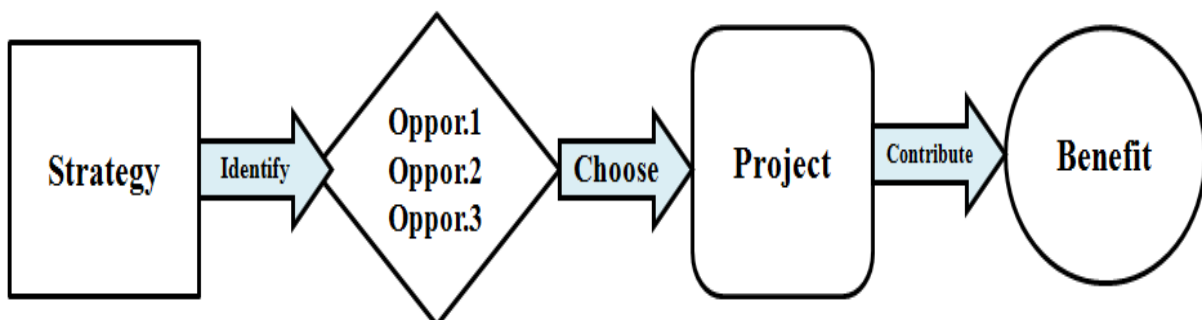 Strategy
Identify
Oppor.1
Oppor.2
Oppor.3
Choose
Project
Contribute
Benefit